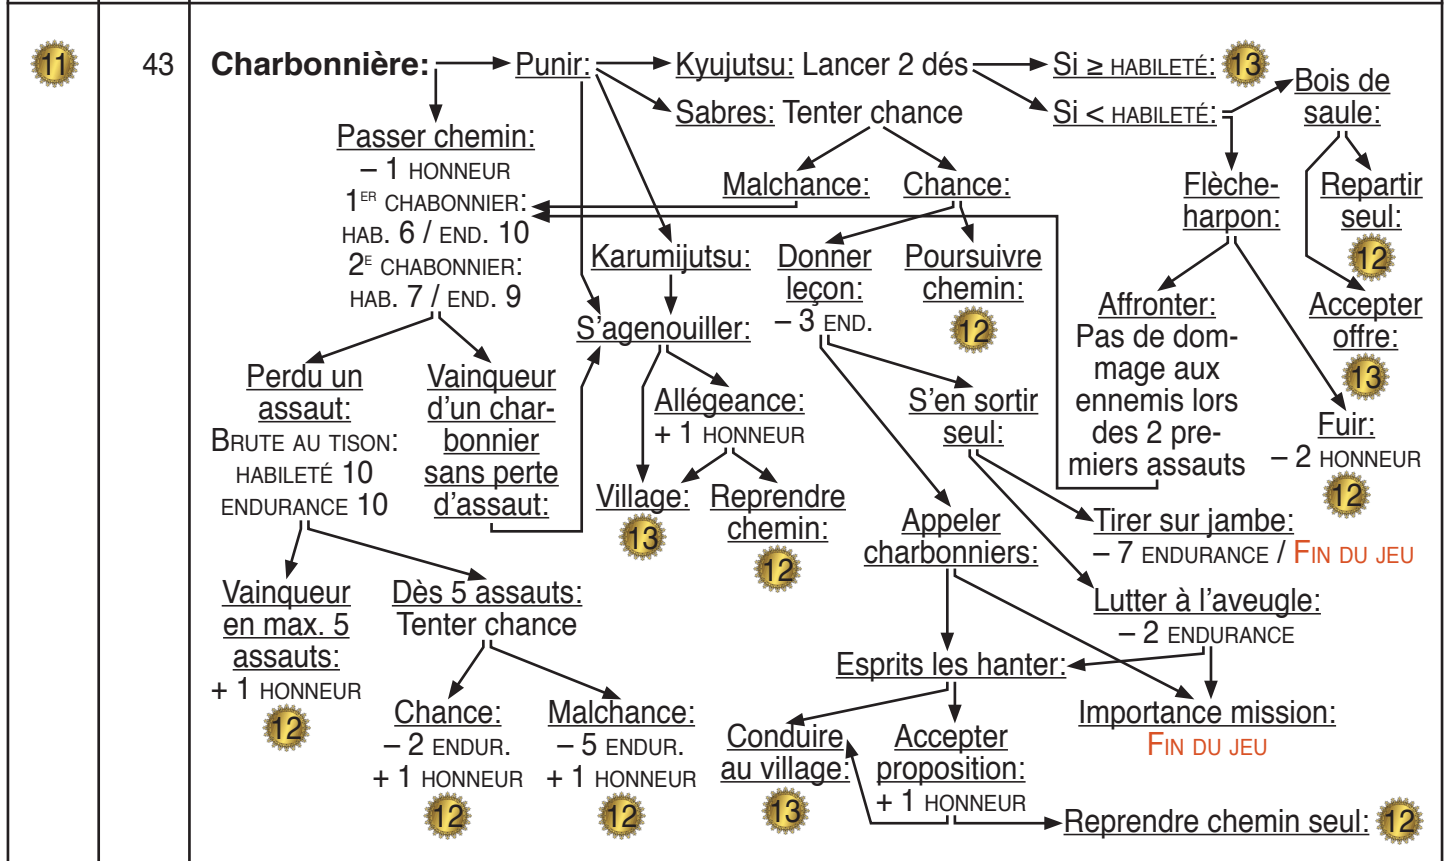 11
43
Charbonnière:
Punir:
Kyujutsu: Lancer 2 dés
Si ≥ HABILETÉ:
13
Sabres: Tenter chance
Si < HABILETÉ:
Bois de
saule:
Passer chemin:
– 1 HONNEUR
1ER CHABONNIER:
HAB. 6 / END. 10
2E CHABONNIER:
HAB. 7 / END. 9
Malchance:
Chance:
Flèche-
harpon:
Repartir
seul:
12
Karumijutsu:
Donner
leçon:
– 3 END.
Poursuivre
chemin:
12
S'agenouiller:
Affronter:
Pas de dom-
mage aux
ennemis lors
des 2 pre-
miers assauts
Accepter
offre:
13
Perdu un
assaut:
BRUTE AU TISON:
HABILETÉ 10
ENDURANCE 10
Vainqueur
d'un char-
bonnier
sans perte
d'assaut:
Allégeance:
+ 1 HONNEUR
S'en sortir
seul:
Fuir:
– 2 HONNEUR
12
Village:
13
Reprendre
chemin:
12
Appeler
charbonniers:
Tirer sur jambe:
– 7 ENDURANCE / FIN DU JEU
Vainqueur
en max. 5
assauts:
+ 1 HONNEUR
12
Dès 5 assauts:
Tenter chance
Lutter à l'aveugle:
– 2 ENDURANCE
Esprits les hanter:
Chance:
– 2 ENDUR.
+ 1 HONNEUR
12
Malchance:
– 5 ENDUR.
+ 1 HONNEUR
12
Conduire
au village:
13
Accepter
proposition:
+ 1 HONNEUR
Importance mission:
FIN DU JEU
Reprendre chemin seul:
12